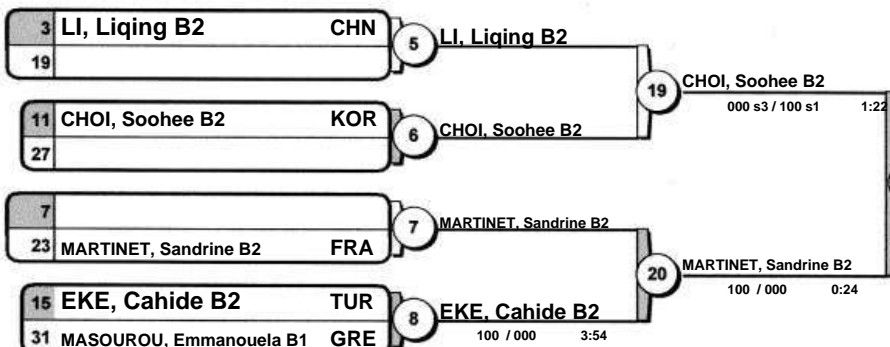 3 LI, Liqing B2 CHN
19
5 LI, Liqing B2
11 CHOI, Soohee B2 KOR
27
6 CHOI, Soohee B2
19 CHOI, Soohee B2
000 s3 / 100 s1 1:22
7
23 MARTINET, Sandrine B2 FRA
7 MARTINET, Sandrine B2
15 EKE, Cahide B2 TUR
31 MASOUROU, Emmanouela B1 GRE
8 EKE, Cahide B2
100 / 000 3:54
20 MARTINET, Sandrine B2
100 / 000 0:24